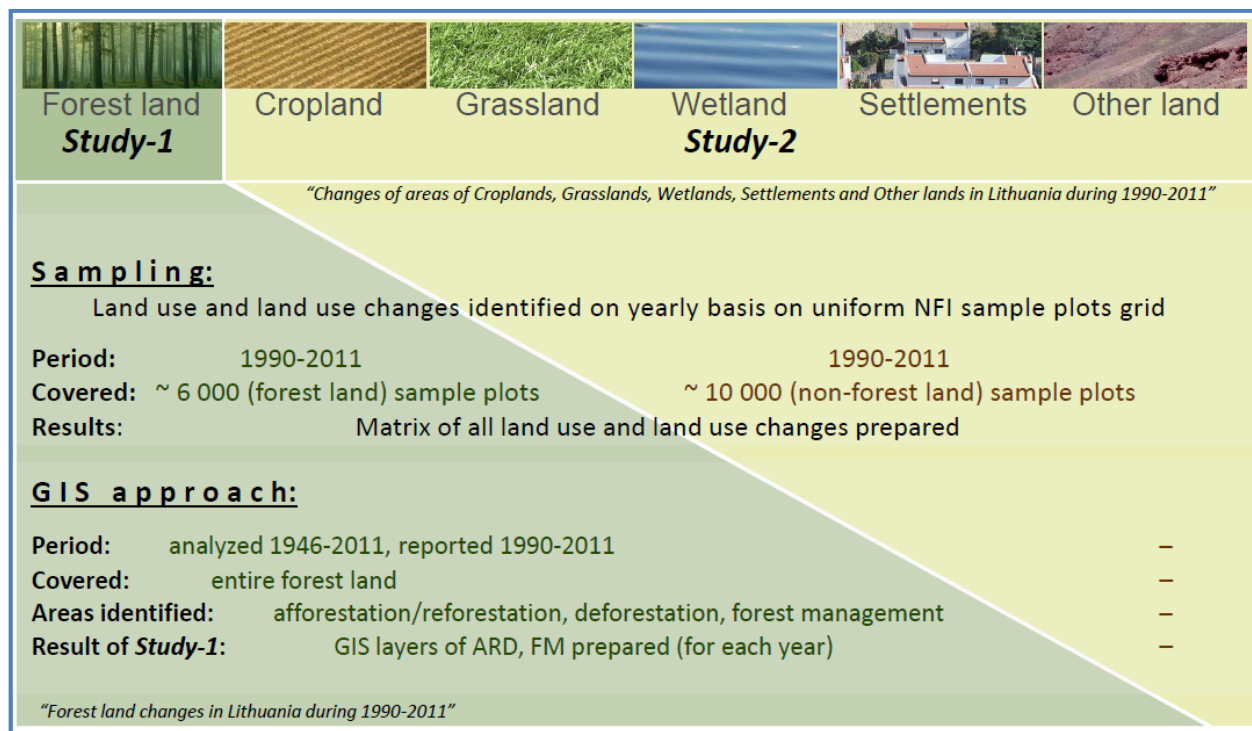 Forest land Cropland Grassland Wetland Settlements Other land
Study-1 Study-2
“Changes of areas of Croplands, Grasslands, Wetlands, Settlements and Other lands in Lithuania during 1990-2011”
Sampling:
Land use and land use changes identified on yearly basis on uniform NFI sample plots grid
Period: 1990-2011 1990-2011
Covered: ~ 6 000 (forest land) sample plots ~ 10 000 (non-forest land) sample plots
Results: Matrix of all land use and land use changes prepared
GIS approach:
Period: analyzed 1946-2011, reported 1990-2011 –
Covered: entire forest land –
Areas identified: afforestation/reforestation, deforestation, forest management –
Result of Study-1: GIS layers of ARD, FM prepared (for each year) –
“Forest land changes in Lithuania during 1990-2011”